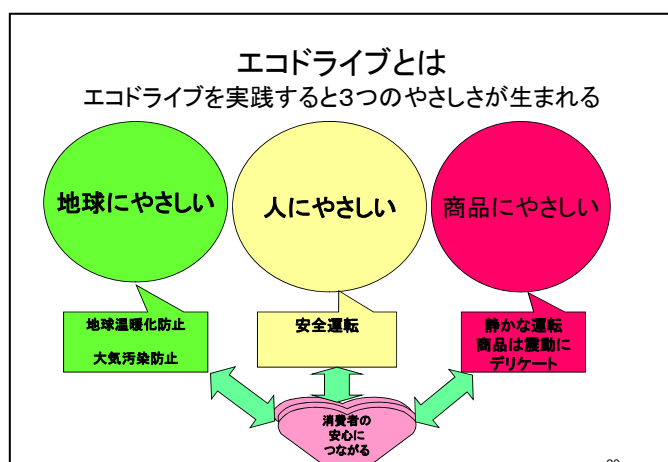 エコドライブとは
エコドライブを実践すると3つのやさしさが生まれる
地球にやさしい
人にやさしい
商品にやさしい
地球温暖化防止
大気汚染防止
安全運転
静かな運転
商品は震動に
デリケート
消費者の
安心に
つながる